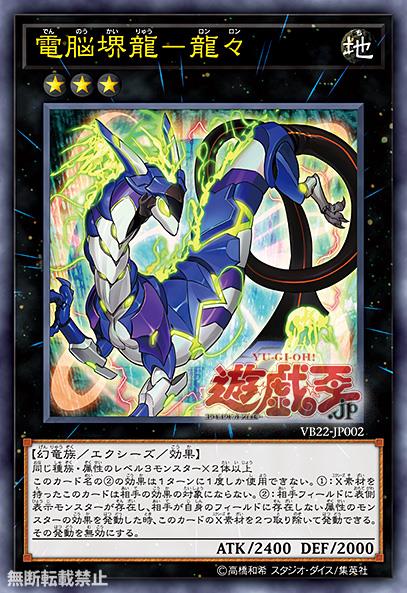 電脳堺龍－龍々
でん のう かい りゅう ロン ロン
地
YU-GI-OH!
遊戯王.jp
VB22-JP002
【幻竜族／エクシーズ／効果】
同じ種族・属性のレベル3モンスター×2体以上
このカード名の②の効果は1ターンに1度しか使用できない。①：X素材を
持ったこのカードは相手の効果の対象にならない。②：相手フィールドに表側
表示モンスターが存在し、相手が自身のフィールドに存在しない属性のモン
スターの効果を発動した時、このカードのX素材を2つ取り除いて発動できる。
その発動を無効にする。
ATK/2400 DEF/2000
無断転載禁止
©高橋和希 スタジオ・ダイス/集英社